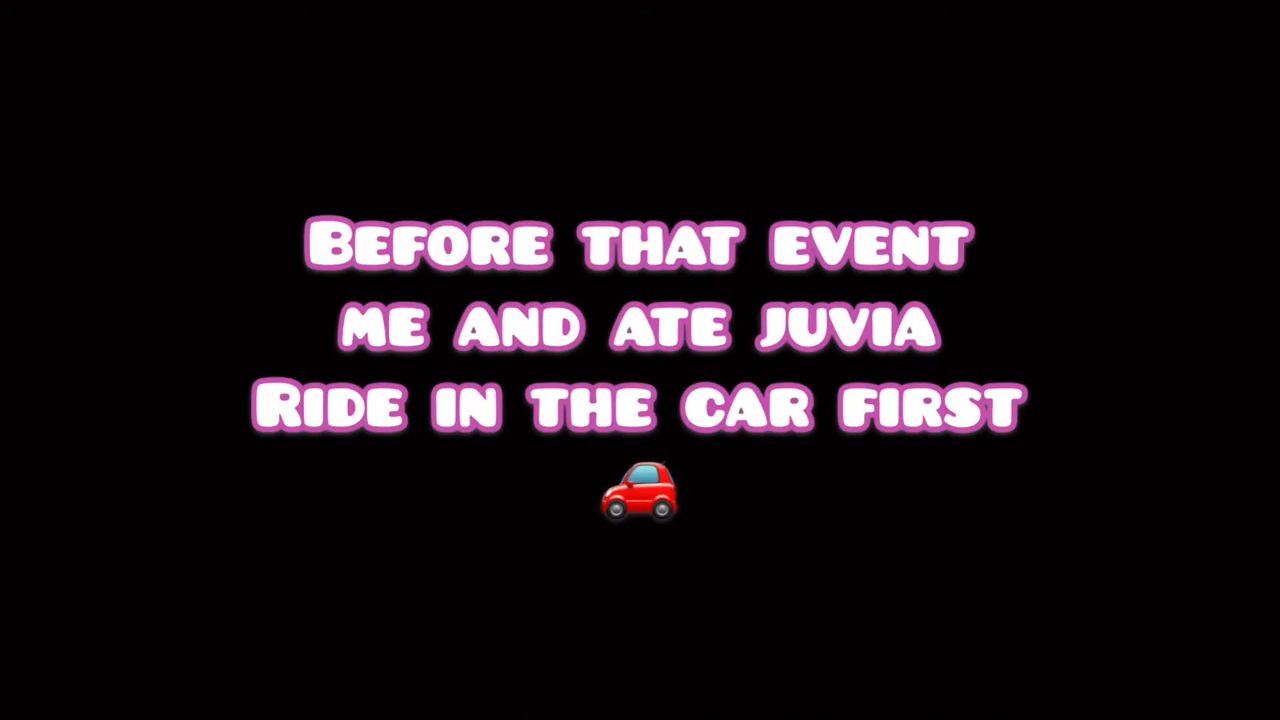 Before that event
me and ate juvia
Ride in the car first
🚗